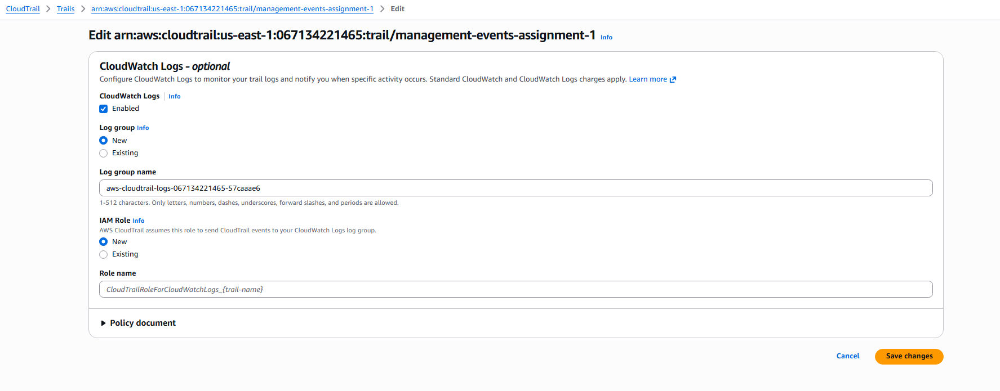 CloudTrail > Trails > arn:aws:cloudtrail:us-east-1:067134221465:trail/management-events-assignment-1 > Edit
Edit arn:aws:cloudtrail:us-east-1:067134221465:trail/management-events-assignment-1 Info
CloudWatch Logs - optional
Configure CloudWatch Logs to monitor your trail logs and notify you when specific activity occurs. Standard CloudWatch and CloudWatch Logs charges apply. Learn more
CloudWatch Logs | Info
Enabled
Log group Info
New
Existing
Log group name
aws-cloudtrail-logs-067134221465-57caaae6
1-512 characters. Only letters, numbers, dashes, underscores, forward slashes, and periods are allowed.
IAM Role Info
AWS CloudTrail assumes this role to send CloudTrail events to your CloudWatch Logs log group.
New
Existing
Role name
CloudTrailRoleForCloudWatchLogs_{trail-name}
Policy document
Cancel Save changes